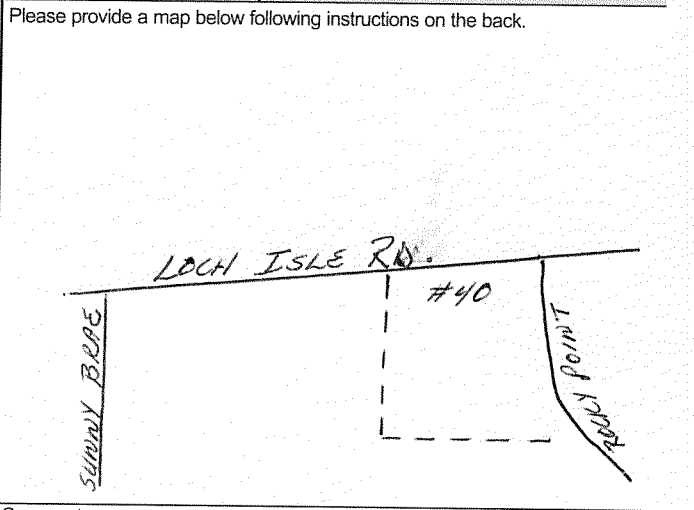 Please provide a map below following instructions on the back.
LOCH ISLE RD.
#40
SUNNY BRAE
ROCKY POINT